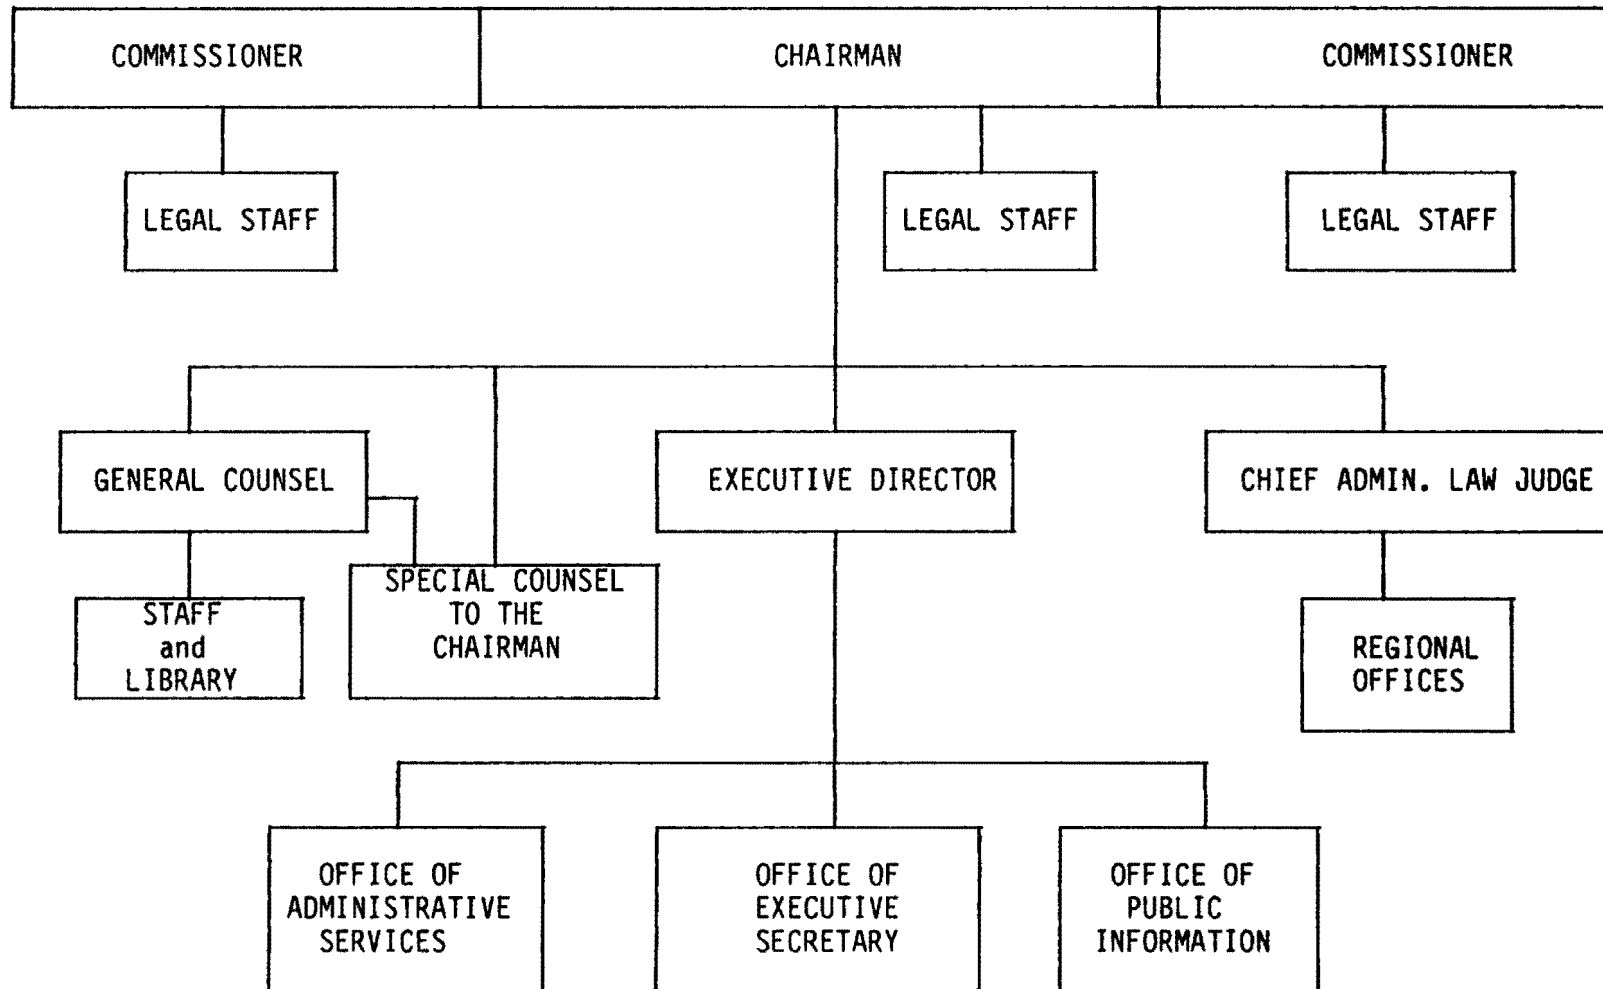 COMMISSIONER
CHAIRMAN
COMMISSIONER
LEGAL STAFF
LEGAL STAFF
LEGAL STAFF
GENERAL COUNSEL
EXECUTIVE DIRECTOR
CHIEF ADMIN. LAW JUDGE
STAFF
and
LIBRARY
SPECIAL COUNSEL
TO THE
CHAIRMAN
REGIONAL
OFFICES
OFFICE OF
ADMINISTRATIVE
SERVICES
OFFICE OF
EXECUTIVE
SECRETARY
OFFICE OF
PUBLIC
INFORMATION